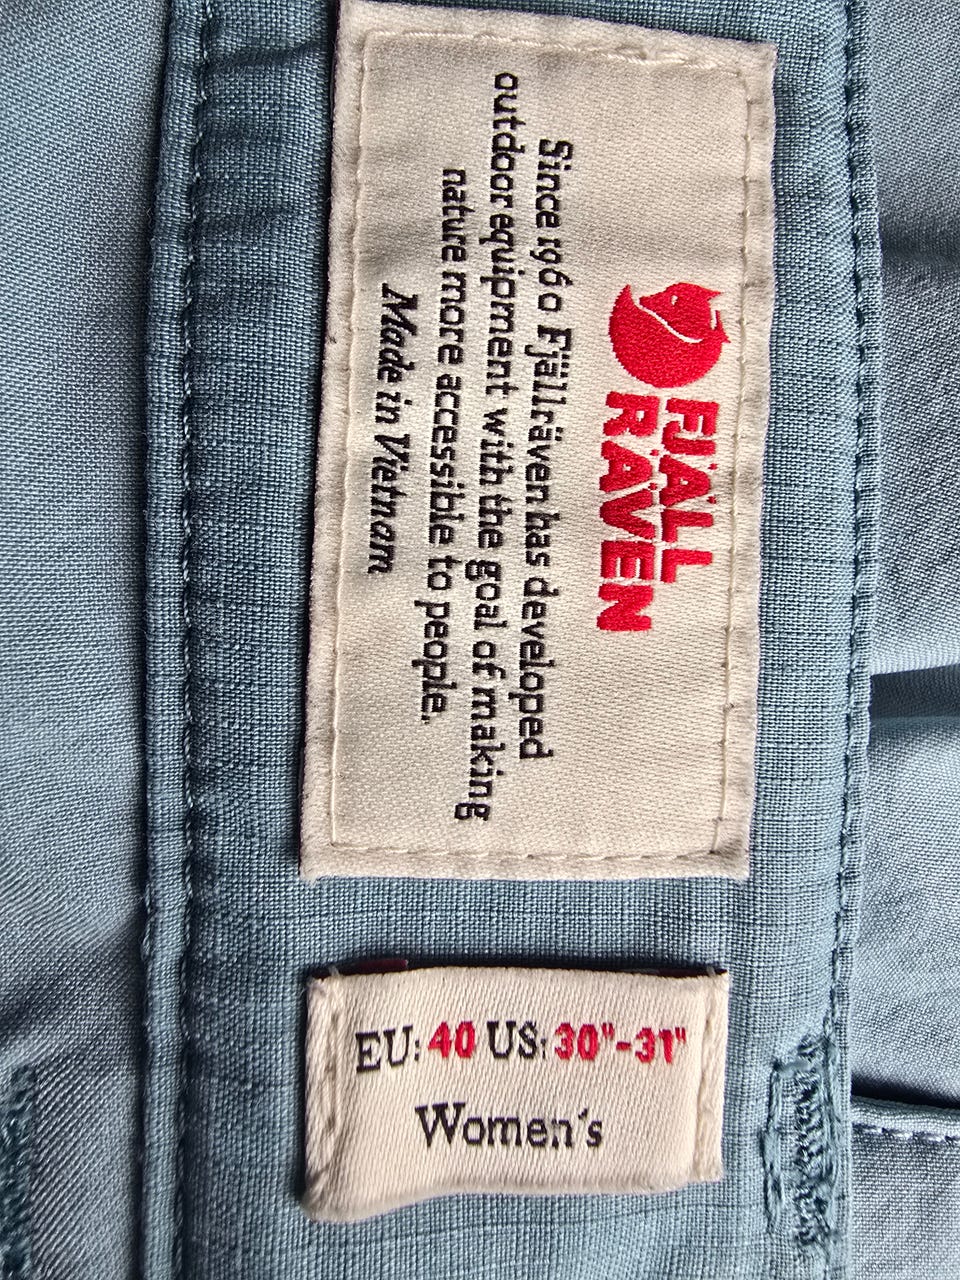 FJÄLL
RÄVEN
Since 1960 Fjällräven has developed
outdoor equipment with the goal of making
nature more accessible to people.
Made in Vietnam
EU: 40 US: 30"-31"
Women's